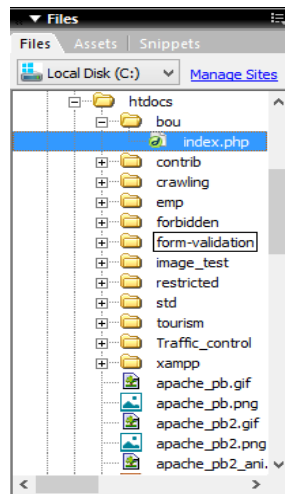 Files
Files Assets Snippets
Local Disk (C:) Manage Sites
htdocs
bou
index.php
contrib
crawling
emp
forbidden
form-validation
image_test
restricted
std
tourism
Traffic_control
xampp
apache_pb.gif
apache_pb.png
apache_pb2.gif
apache_pb2.png
apache_pb2_ani.